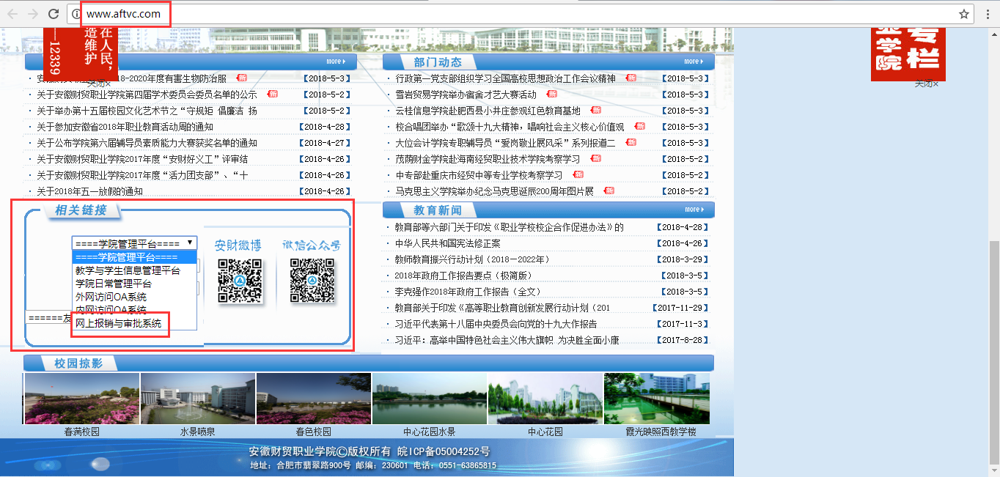 www.aftvc.com
在人民，
造维护
—12339
关闭×
专栏
学院
关闭×
more
18-2020年度有害生物防治服 新 【2018-5-3】
· 关于安徽财贸职业学院第四届学术委员会委员名单的公示 新 【2018-5-2】
· 关于举办第十五届校园文化艺术节之“守规矩 倡廉洁 扬 【2018-5-2】
· 关于参加安徽省2018年职业教育活动周的通知 【2018-4-28】
· 关于公布学院第六届辅导员素质能力大赛获奖名单的通知 【2018-4-27】
· 关于安徽财贸职业学院2017年度“安财好义工”评审结 【2018-4-26】
· 关于安徽财贸职业学院2017年度“活力团支部”、“十 【2018-4-26】
· 关于2018年五一放假的通知 【2018-4-26】
部门动态 more
· 行政第一党支部组织学习全国高校思想政治工作会议精神 新 【2018-5-3】
· 雪岩贸易学院举办宿舍才艺大赛活动 新 【2018-5-3】
· 云桂信息学院赴肥西县小井庄参观红色教育基地 新 【2018-5-3】
· 校合唱团举办“歌颂十九大精神，唱响社会主义核心价值观 新 【2018-5-3】
· 大位会计学院专职辅导员“爱岗敬业展风采”系列报道二 新 【2018-5-3】
· 茂荫财金学院赴海南经贸职业技术学院考察学习 新 【2018-5-2】
· 中专部赴重庆市经贸中等专业学校考察学习 新 【2018-5-2】
· 马克思主义学院举办纪念马克思诞辰200周年图片展 新 【2018-5-2】
相关链接
====学院管理平台====
====学院管理平台====
教学与学生信息管理平台
学院日常管理平台
外网访问OA系统
内网访问OA系统
网上报销与审批系统
======友
安财微博
微信公众号
教育新闻 more
· 教育部等六部门关于印发《职业学校校企合作促进办法》的 【2018-4-28】
· 中华人民共和国宪法修正案 【2018-4-26】
· 教师教育振兴行动计划（2018—2022年） 【2018-3-29】
· 2018年政府工作报告要点（极简版） 【2018-3-5】
· 李克强作2018年政府工作报告（全文） 【2018-3-5】
· 教育部关于印发《高等职业教育创新发展行动计划（201 【2017-11-29】
· 习近平代表第十八届中央委员会向党的十九大作报告 【2017-11-3】
· 习近平：高举中国特色社会主义伟大旗帜 为决胜全面小康 【2017-8-28】
校园掠影
春满校园 水景喷泉 春色校园 中心花园水景 中心花园 霞光映照西教学楼
安徽财贸职业学院©版权所有 皖ICP备05004252号
地址：合肥市翡翠路900号 邮编：230601 电话：0551-63865815